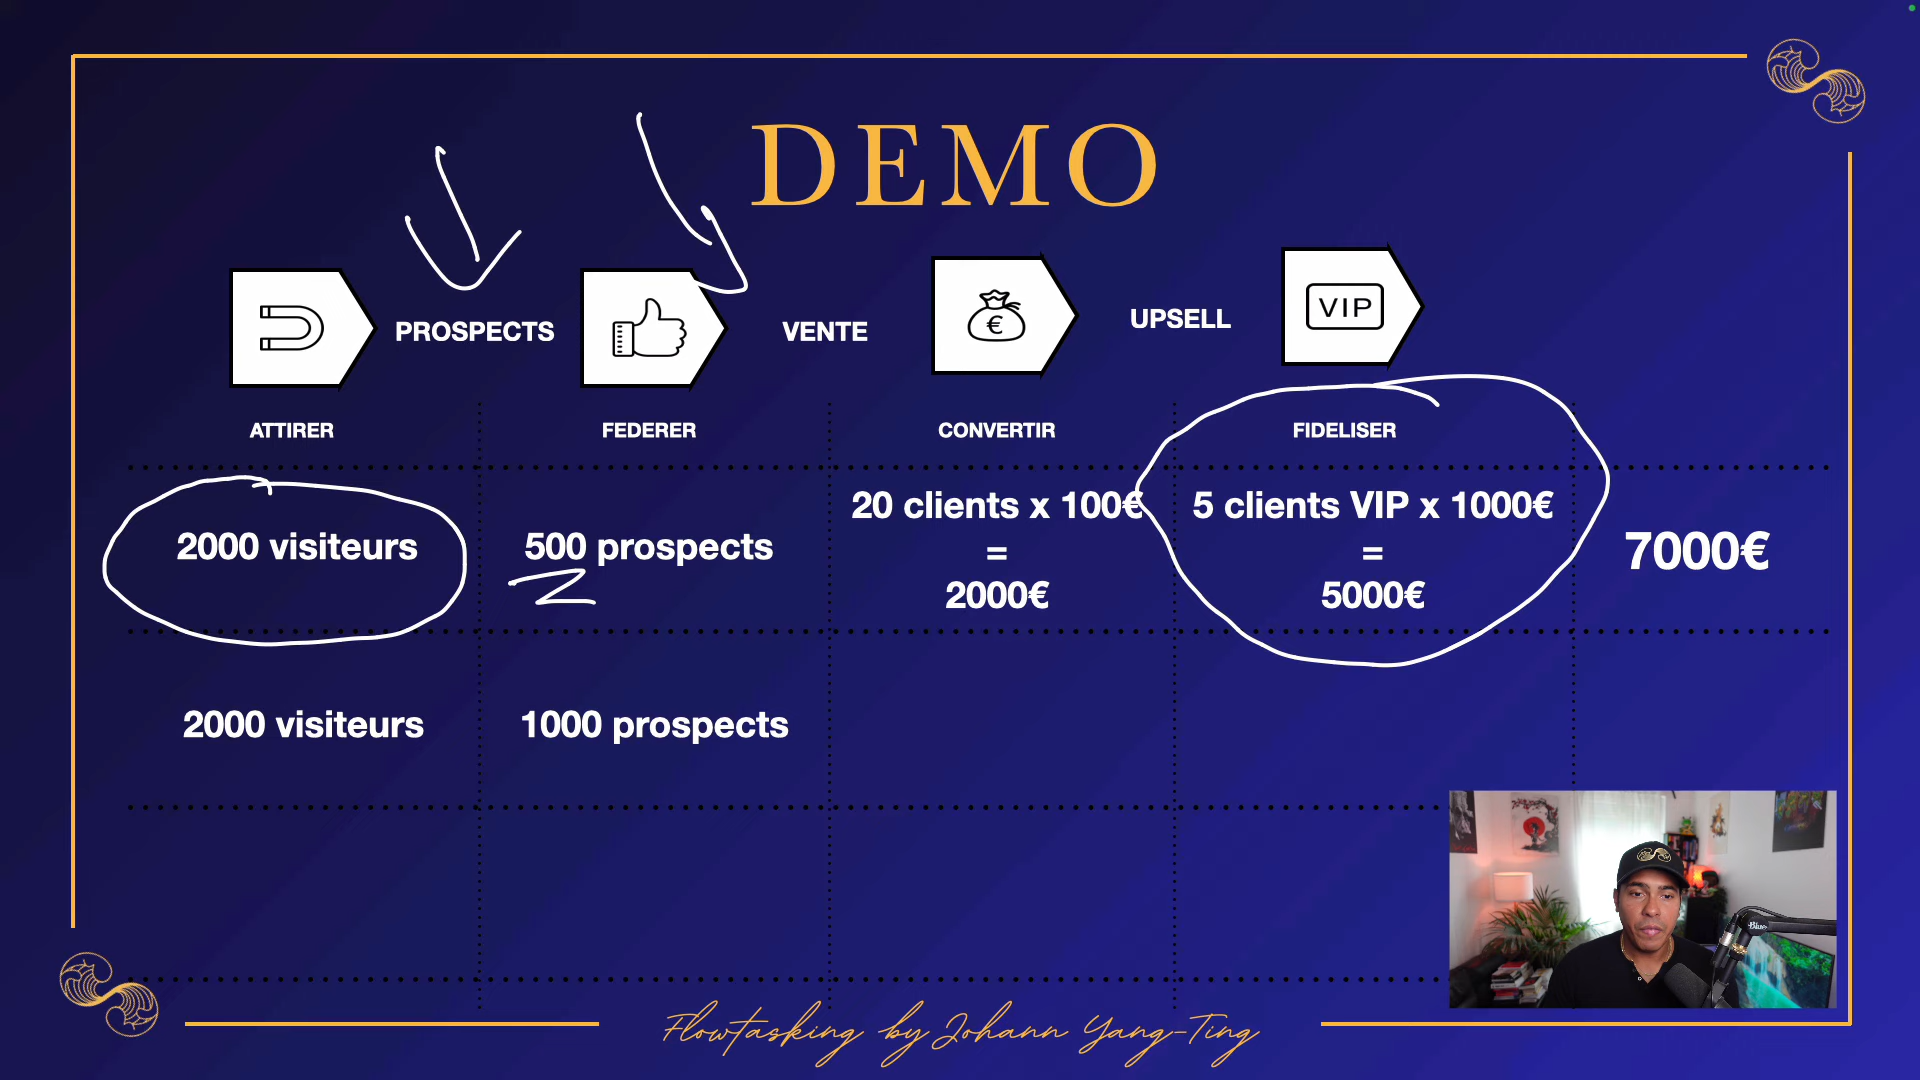 DEMO
PROSPECTS
VENTE
€
UPSELL
VIP
ATTIRER
FEDERER
CONVERTIR
FIDELISER
2000 visiteurs
500 prospects
20 clients x 100€
=
2000€
5 clients VIP x 1000€
=
5000€
7000€
2000 visiteurs
1000 prospects
Blue
Flowtasking by Johann Yang-Ting